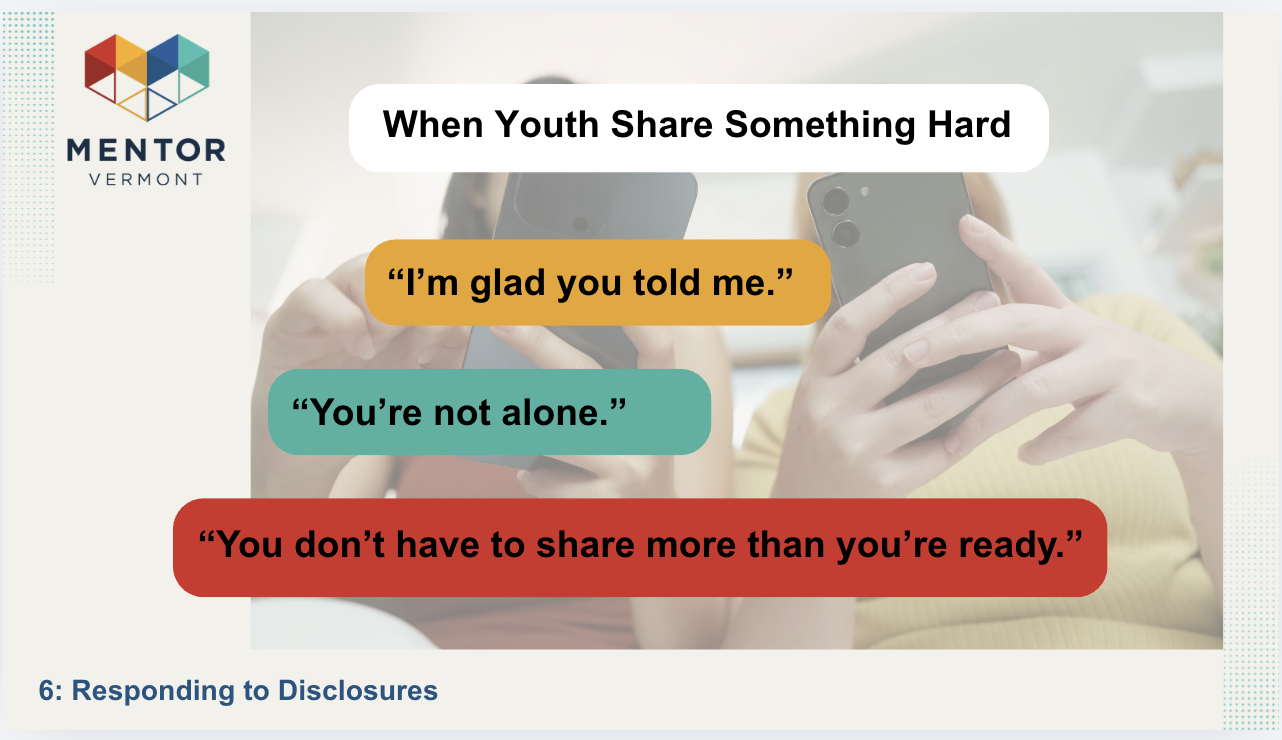 MENTOR
VERMONT
When Youth Share Something Hard
“I’m glad you told me.”
“You’re not alone.”
“You don’t have to share more than you’re ready.”
6: Responding to Disclosures